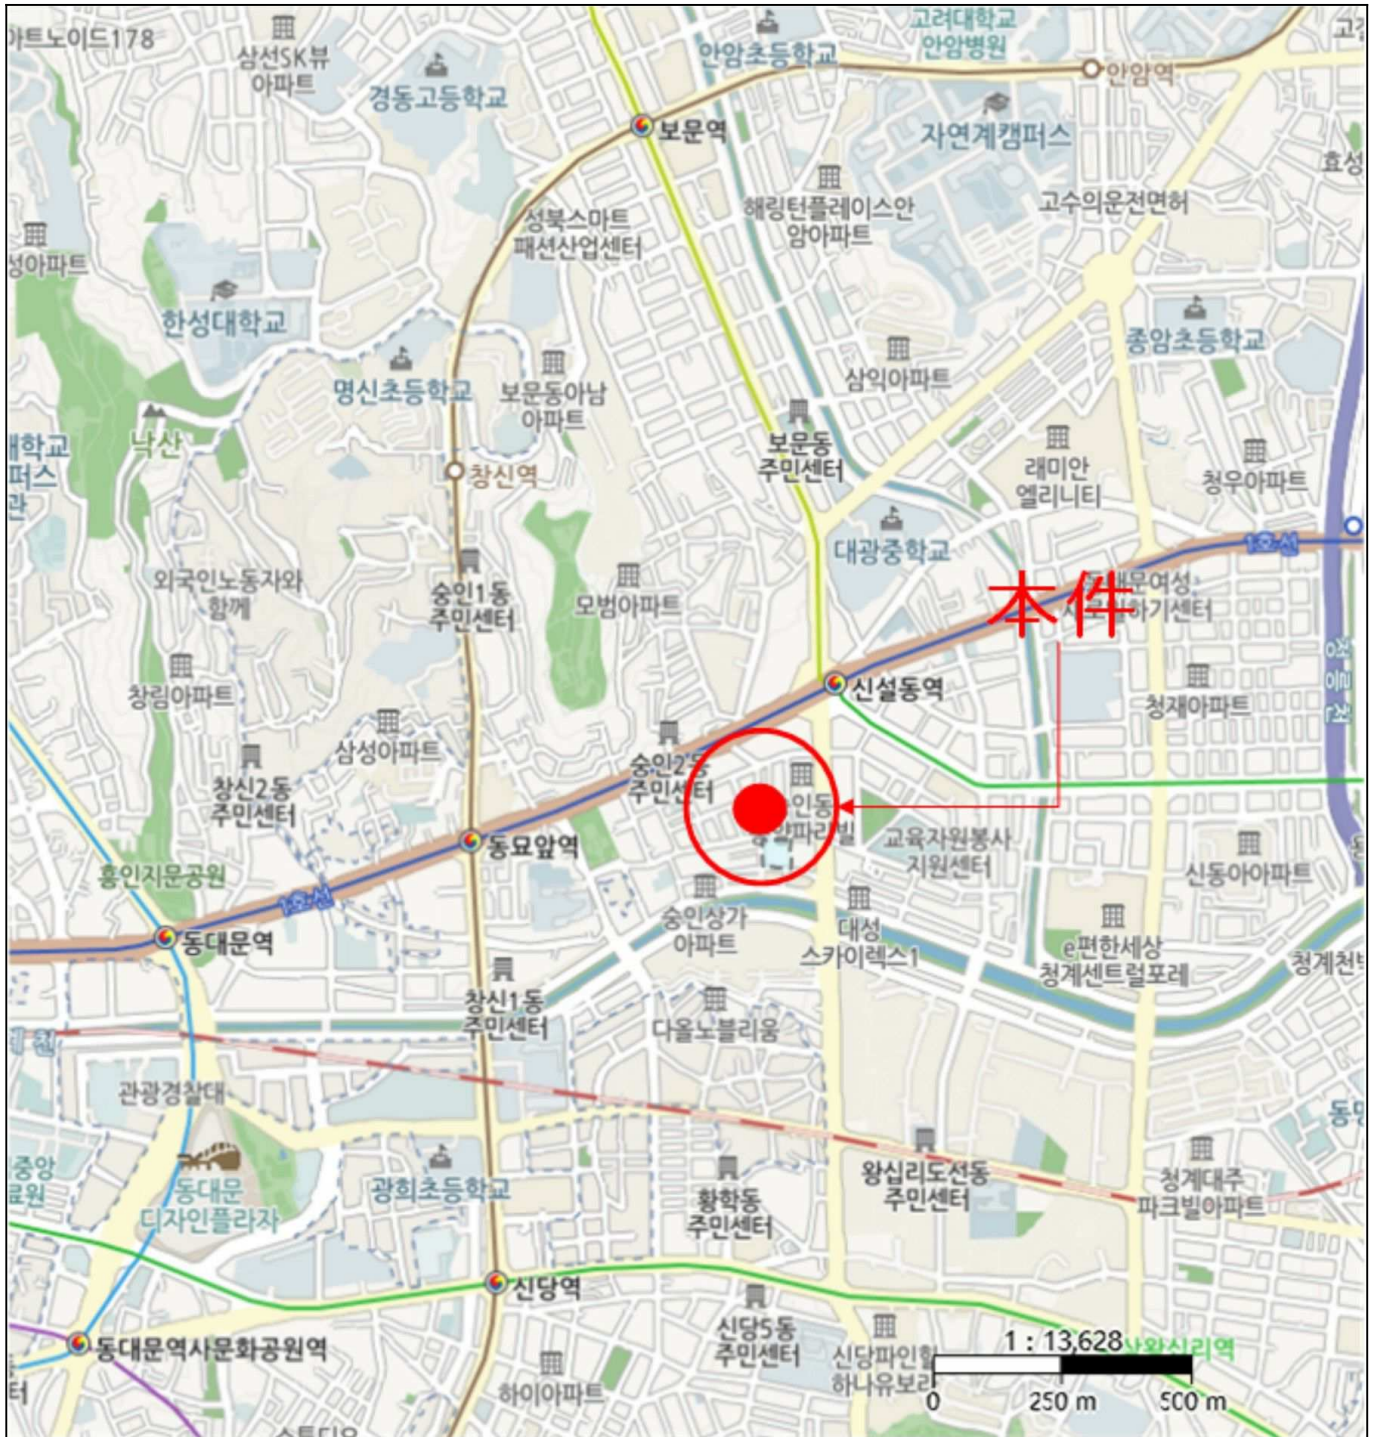 아트노이드178
삼선SK뷰
아파트
경동고등학교
안암초등학교
고려대학교
안암병원
안암역
보문역
자연계캠퍼스
해링턴플레이스안
암아파트
고수의운전면허
성북스마트
패션산업센터
성아파트
한성대학교
종암초등학교
명신초등학교
보문동아남
아파트
삼익아파트
낙산
보문동
주민센터
래미안
엘리니티
청우아파트
창신역
대광중학교
1호선
외국인노동자와
함께
숭인1동
주민센터
모범아파트
本件
창림아파트
신설동역
청재아파트
정릉천
삼성아파트
숭인2동
주민센터
창신2동
주민센터
동묘앞역
교육자원봉사
지원센터
신동아아파트
흥인지문공원
1호선
동대문역
숭인상가
아파트
대성
스카이렉스1
e편한세상
청계센트럴포레
창신1동
주민센터
다올노블리움
관광경찰대
동대문
디자인플라자
광희초등학교
황학동
주민센터
왕십리도선동
주민센터
청계대주
파크빌아파트
신당역
동대문역사문화공원역
신당5동
주민센터
하이아파트
1 : 13,628
상왕십리역
0
250 m
500 m